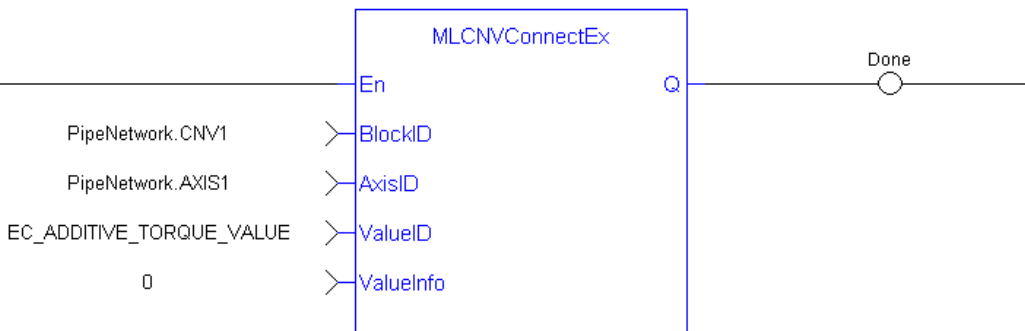 MLCNVConnectEx
Done
En
Q
PipeNetwork.CNV1
BlockID
PipeNetwork.AXIS1
AxisID
EC_ADDITIVE_TORQUE_VALUE
ValueID
0
ValueInfo